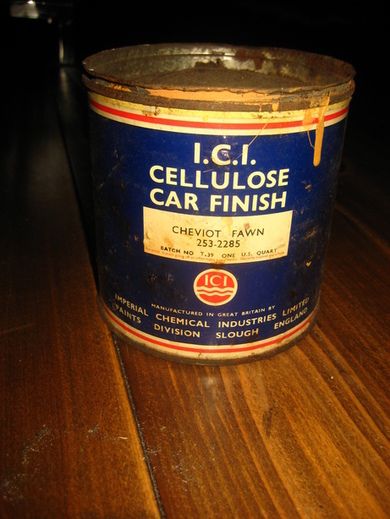 I.C.I.
CELLULOSE
CAR FINISH
CHEVIOT FAWN
253-2285
BATCH NO T.39 ONE U.S. QUART
ICI
MANUFACTURED IN GREAT BRITAIN BY
IMPERIAL CHEMICAL INDUSTRIES LIMITED
PAINTS DIVISION SLOUGH ENGLAND